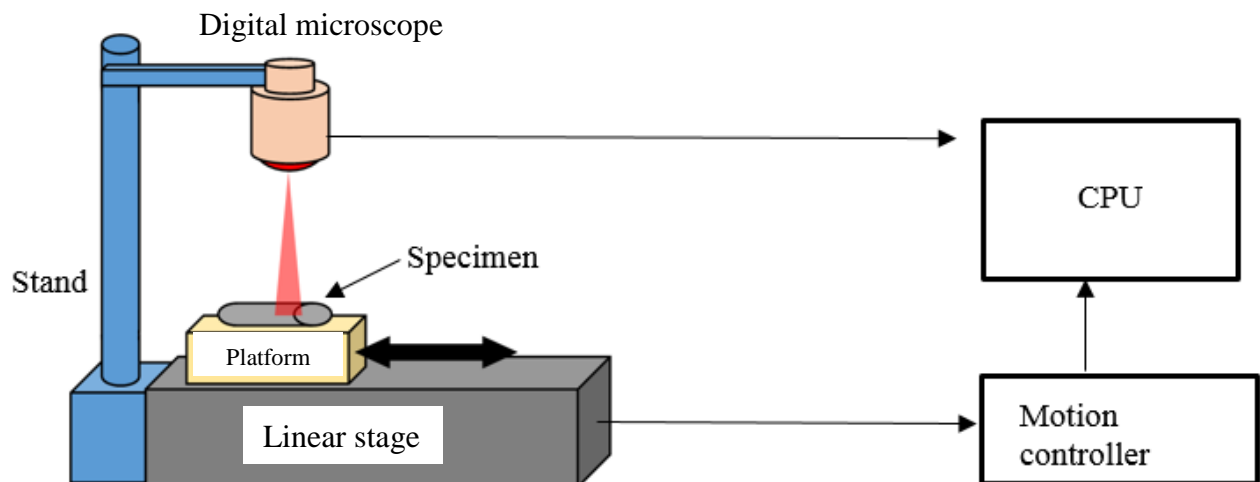 Digital microscope
CPU
Specimen
Stand
Platform
Linear stage
Motion
controller